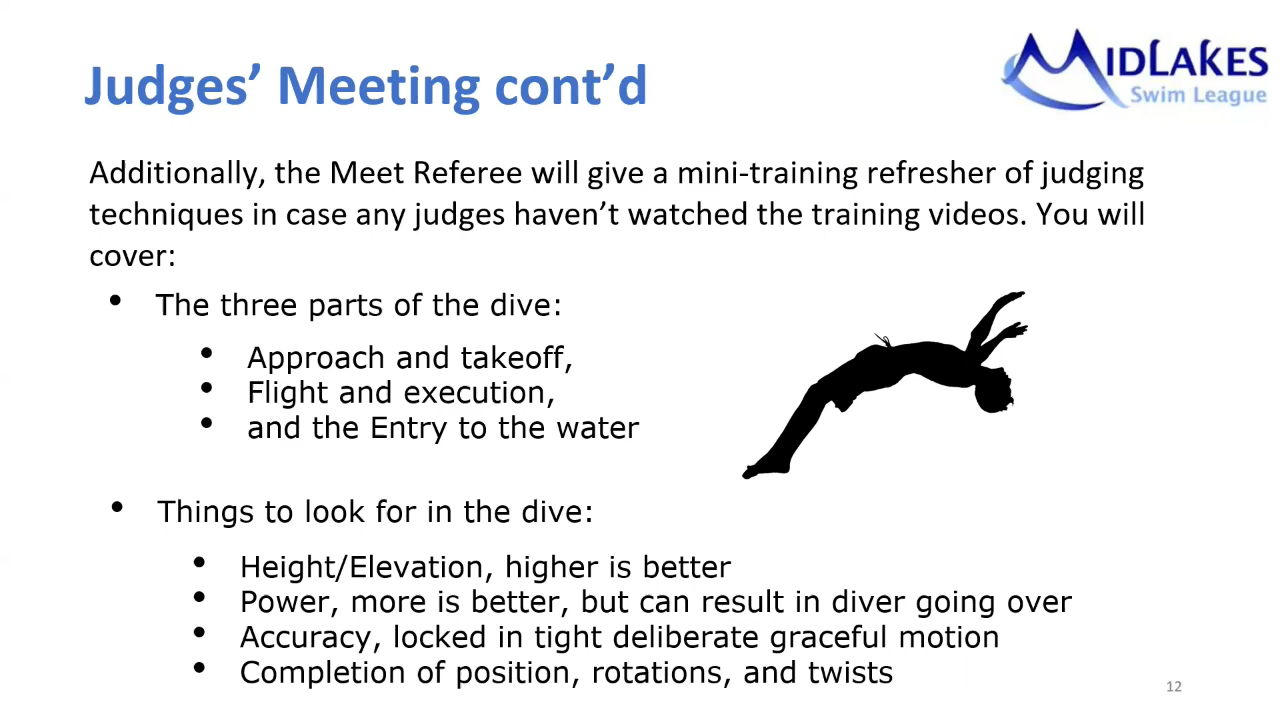 Judges’ Meeting cont’d
MIDLAKES
Swim League
Additionally, the Meet Referee will give a mini-training refresher of judging
techniques in case any judges haven’t watched the training videos. You will
cover:
• The three parts of the dive:
• Approach and takeoff,
• Flight and execution,
• and the Entry to the water
• Things to look for in the dive:
• Height/Elevation, higher is better
• Power, more is better, but can result in diver going over
• Accuracy, locked in tight deliberate graceful motion
• Completion of position, rotations, and twists
12